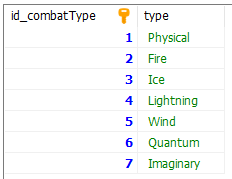 id_combatType type
1 Physical
2 Fire
3 Ice
4 Lightning
5 Wind
6 Quantum
7 Imaginary